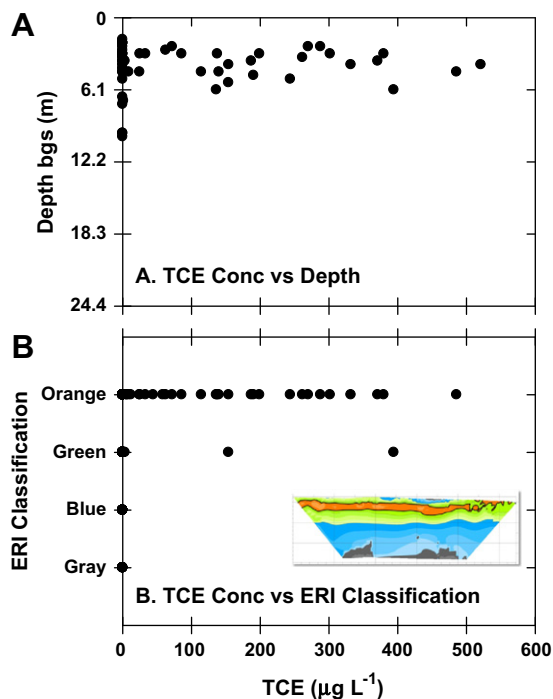 A
0
6.1
12.2
18.3
24.4
Depth bgs (m)
A. TCE Conc vs Depth
B
Orange
Green
Blue
Gray
ERI Classification
B. TCE Conc vs ERI Classification
0 100 200 300 400 500 600
TCE (μg L⁻¹)